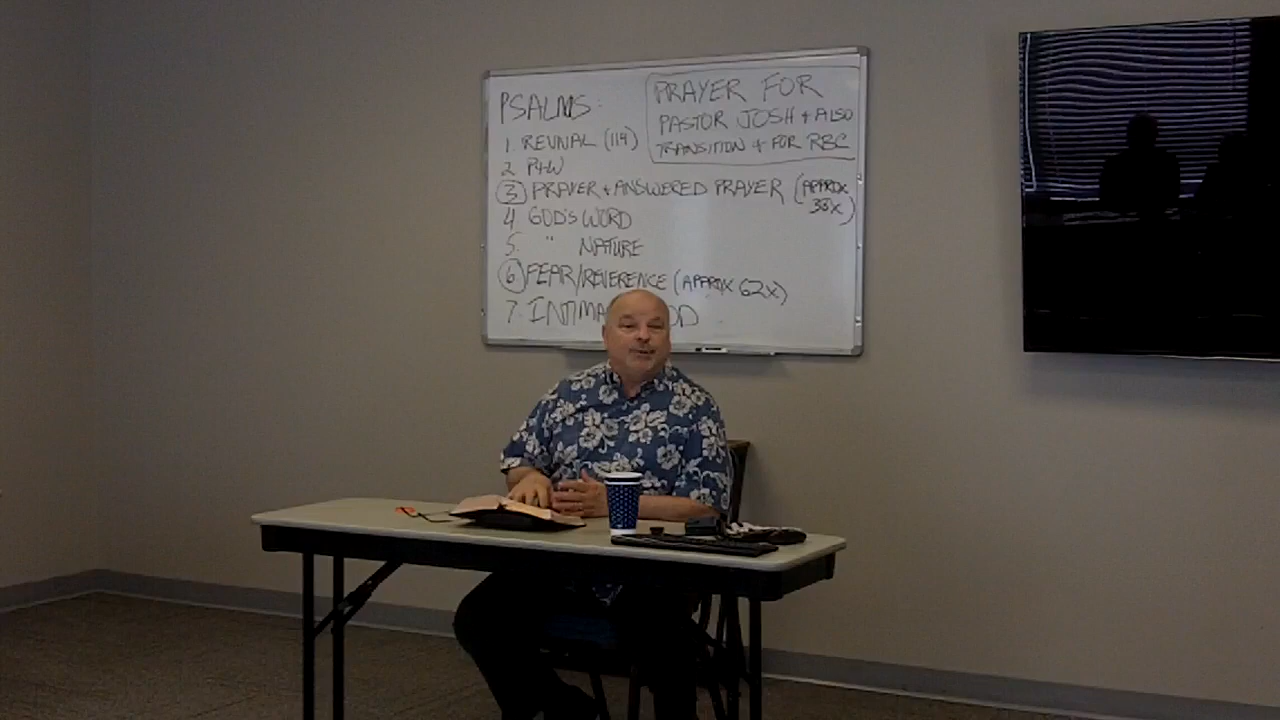 PSALMS:
1. REVIVAL (119)
2 P+W
3 PRAYER + ANSWERED PRAYER (APPROX 38X)
4 GOD'S WORD
5. " NATURE
6 FEAR/REVERENCE (APPROX 62X)
7. INTIMA OD
PRAYER FOR
PASTOR JOSH + ALSO
TRANSITION + FOR RBC